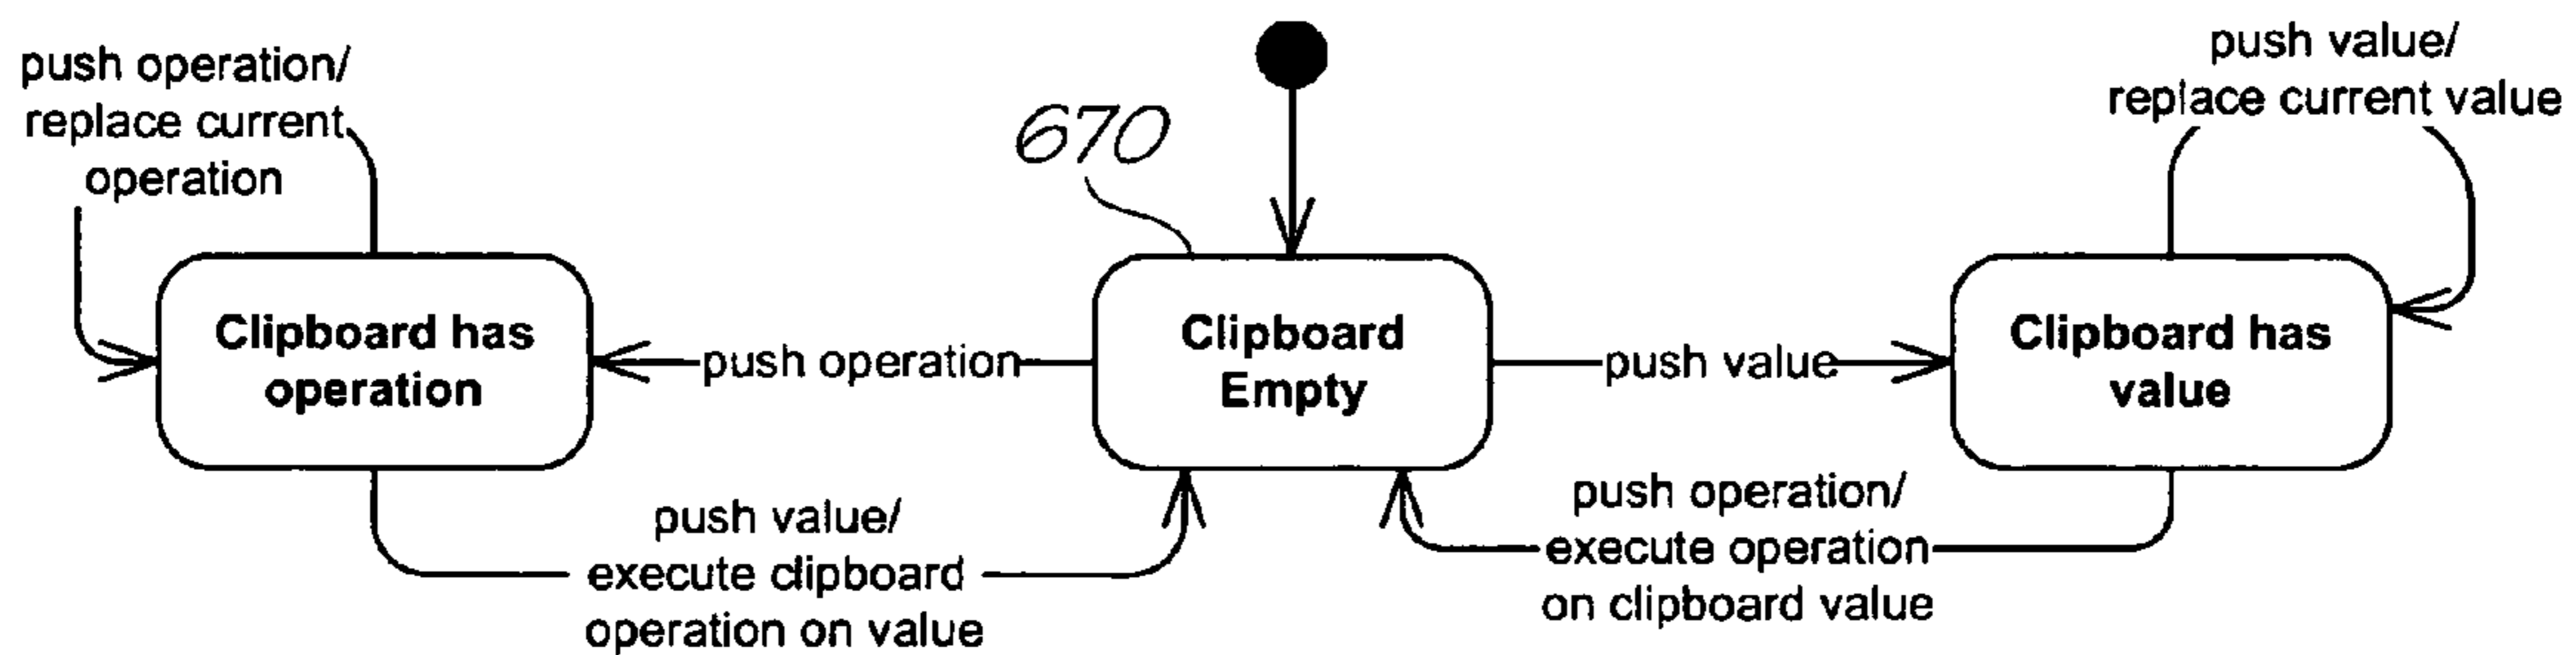 push operation/
replace current
operation
670
push value/
replace current value
Clipboard has
operation
push operation
Clipboard
Empty
push value
Clipboard has
value
push value/
execute clipboard
operation on value
push operation/
execute operation
on clipboard value